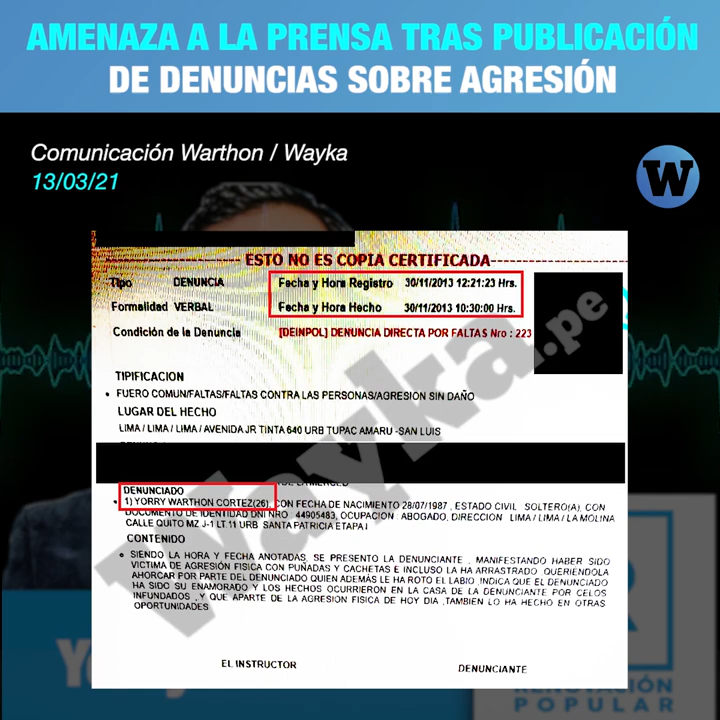 AMENAZA A LA PRENSA TRAS PUBLICACIÓN
DE DENUNCIAS SOBRE AGRESIÓN
Comunicación Warthon / Wayka
13/03/21
W
ESTO NO ES COPIA CERTIFICADA
Tipo DENUNCIA Fecha y Hora Registro 30/11/2013 12:21:23 Hrs.
Formalidad VERBAL Fecha y Hora Hecho 30/11/2013 10:30:00 Hrs.
Condición de la Denuncia [DEINPOL] DENUNCIA DIRECTA POR FALTAS Nro : 223
TIPIFICACION
• FUERO COMUN/FALTAS/FALTAS CONTRA LAS PERSONAS/AGRESION SIN DAÑO
LUGAR DEL HECHO
LIMA / LIMA / LIMA / AVENIDA JR TINTA 640 URB TUPAC AMARU -SAN LUIS
DENUNCIADO
• 1) YORRY WARTHON CORTEZ(26), CON FECHA DE NACIMIENTO 28/07/1987 , ESTADO CIVIL SOLTERO(A), CON
DOCUMENTO DE IDENTIDAD DNI NRO 44905483, OCUPACION ABOGADO, DIRECCION LIMA / LIMA / LA MOLINA
CALLE QUITO MZ J-1 LT.11 URB SANTA PATRICIA ETAPA I
CONTENIDO
• SIENDO LA HORA Y FECHA ANOTADAS, SE PRESENTO LA DENUNCIANTE , MANIFESTANDO HABER SIDO
VICTIMA DE AGRESIÓN FISICA CON PUÑADAS Y CACHETAS E INCLUSO LA HA ARRASTRADO QUERIENDOLA
AHORCAR POR PARTE DEL DENUNCIADO QUIEN ADEMÁS LE HA ROTO EL LABIO ,INDICA QUE EL DENUNCIADO
HA SIDO SU ENAMORADO Y LOS HECHOS OCURRIERON EN LA CASA DE LA DENUNCIANTE POR CELOS
INFUNDADOS , Y QUE APARTE DE LA AGRESION FISICA DE HOY DIA ,TAMBIEN LO HA HECHO EN OTRAS
OPORTUNIDADES
EL INSTRUCTOR DENUNCIANTE
Wayka.pe
RENOVACIÓN
POPULAR